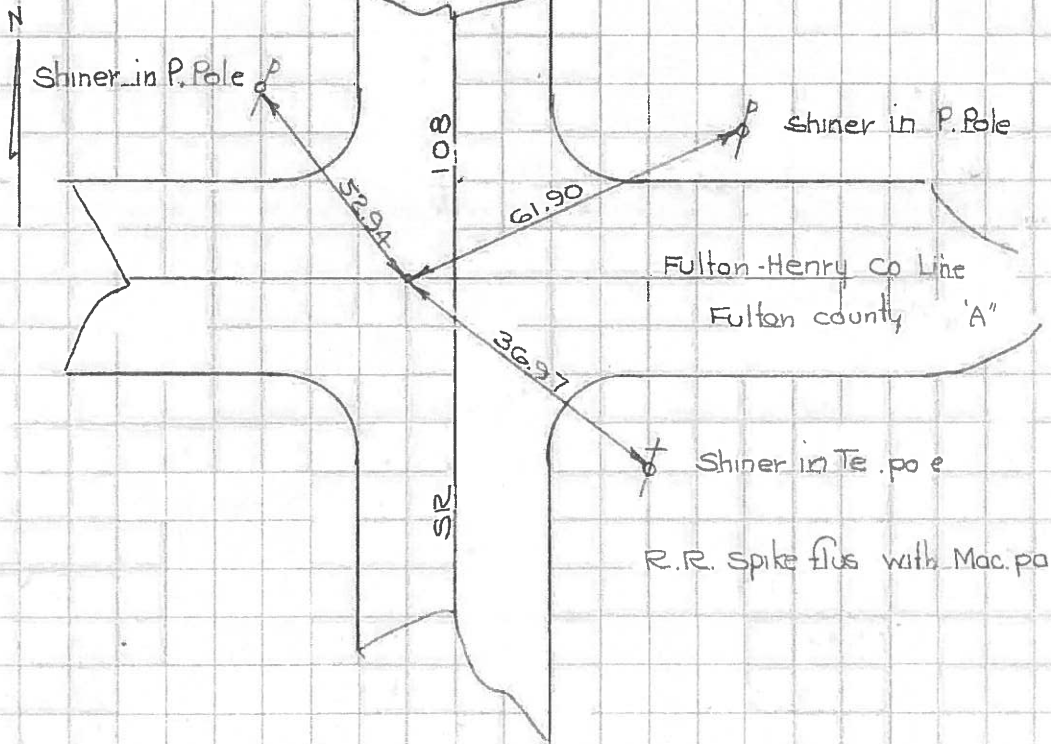 N
Shiner in P. Pole P
P Shiner in P. Pole
SR 108
52.94
61.90
Fulton-Henry Co Line
Fulton county 'A"
36.97
Shiner in Te .po e
R.R. Spike flus with Mac. pa